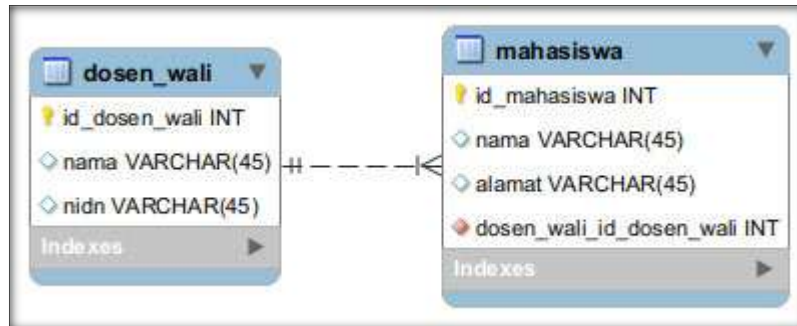 dosen_wali
id_dosen_wali INT
nama VARCHAR(45)
nidn VARCHAR(45)
Indexes
mahasiswa
id_mahasiswa INT
nama VARCHAR(45)
alamat VARCHAR(45)
dosen_wali_id_dosen_wali INT
Indexes